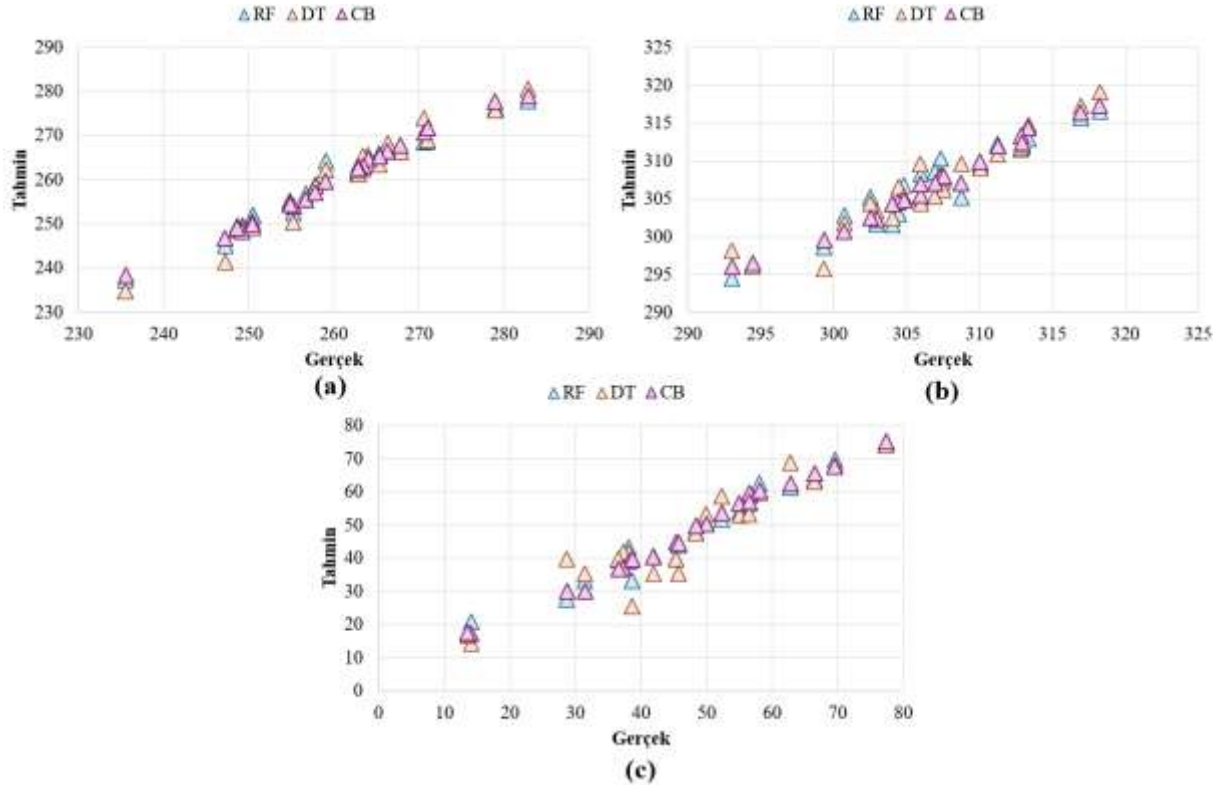 RF DT CB
290
280
270
260
250
240
230
230 240 250 260 270 280 290
Tahmin
Gerçek
(a)
RF DT CB
325
320
315
310
305
300
295
290
290 295 300 305 310 315 320 325
Tahmin
Gerçek
(b)
RF DT CB
80
70
60
50
40
30
20
10
0
0 10 20 30 40 50 60 70 80
Tahmin
Gerçek
(c)